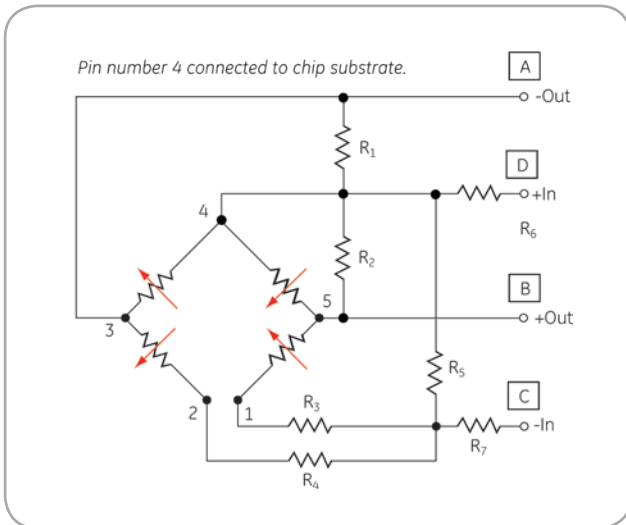 Pin number 4 connected to chip substrate.
A
-Out
R₁
D
+In
4
R₆
R₂
5
B
+Out
3
R₅
C
2
1
R₃
-In
R₇
R₄